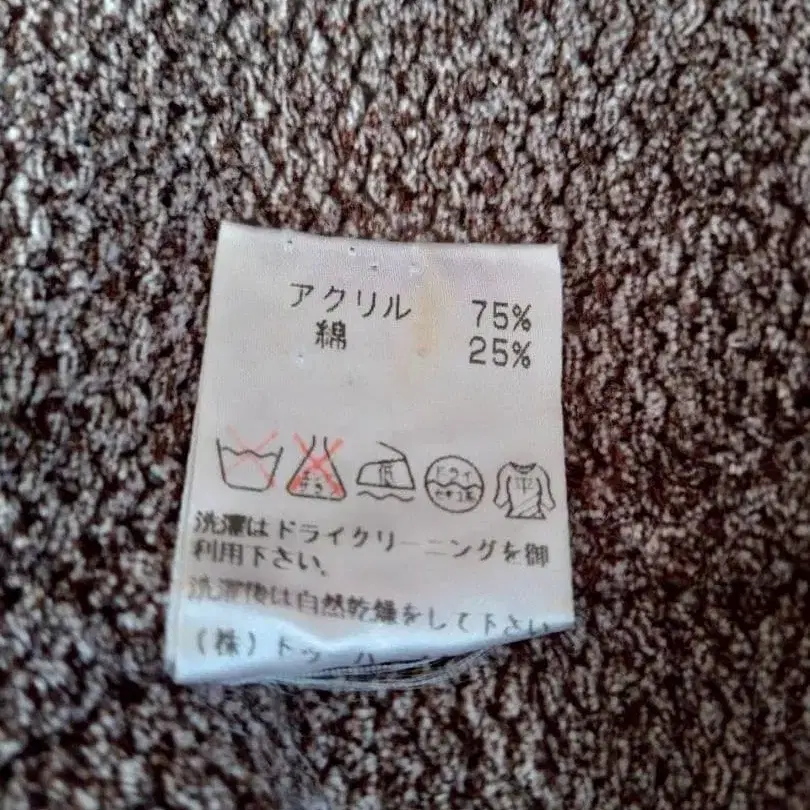 アクリル 75%
綿 25%
低
ドライ
平
洗濯はドライクリーニングを御
利用下さい。
洗濯後は自然乾燥をして下さい
(株)トッ